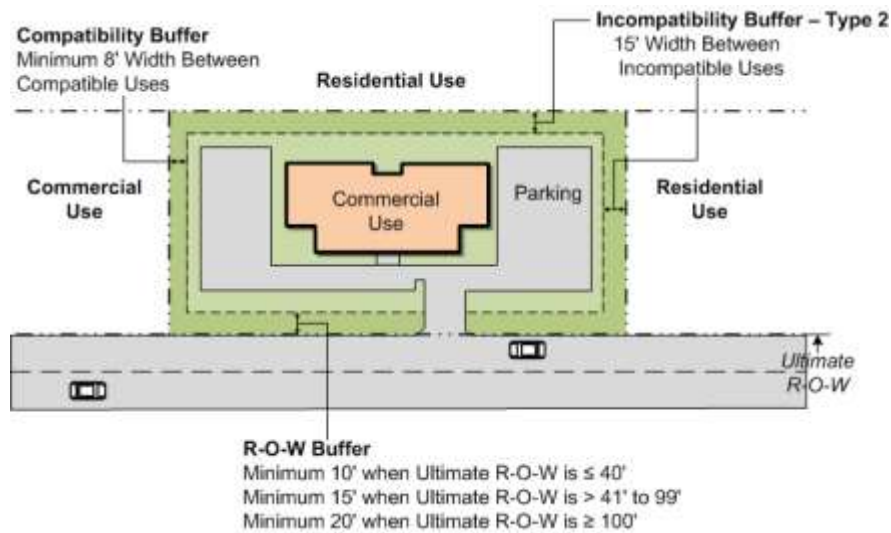 Compatibility Buffer
Minimum 8' Width Between
Compatible Uses
Incompatibility Buffer – Type 2
15' Width Between
Incompatible Uses
Residential Use
Commercial
Use
Commercial
Use
Parking
Residential
Use
Ultimate
R-O-W
R-O-W Buffer
Minimum 10' when Ultimate R-O-W is ≤ 40'
Minimum 15' when Ultimate R-O-W is > 41' to 99'
Minimum 20' when Ultimate R-O-W is ≥ 100'